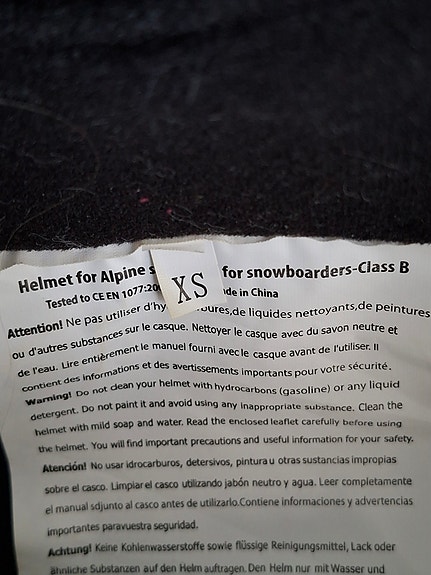 Helmet for Alpine s XS for snowboarders-Class B
Tested to CE EN 1077:20 de in China
Attention! Ne pas utiliser d'hy bures,de liquides nettoyants,de peintures
ou d'autres substances sur le casque. Nettoyer le casque avec du savon neutre et
de l'eau. Lire entièrement le manuel fourni avec le casque avant de l'utiliser. Il
contient des informations et des avertissements importants pour votre sécurité.
Warning! Do not clean your helmet with hydrocarbons (gasoline) or any liquid
detergent. Do not paint it and avoid using any inappropriate substance. Clean the
helmet with mild soap and water. Read the enclosed leaflet carefully before using
the helmet. You will find important precautions and useful information for your safety.
Atención! No usar idrocarburos, detersivos, pintura u otras sustancias impropias
sobre el casco. Limpiar el casco utilizando jabón neutro y agua. Leer completamente
el manual sdjunto al casco antes de utilizarlo.Contiene informaciones y advertencias
importantes paravuestra seguridad.
Achtung! Keine Kohlenwasserstoffe sowie flüssige Reinigungsmittel, Lack oder
ähnliche Substanzen auf den Helm auftragen. Den Helm nur mit Wasser und